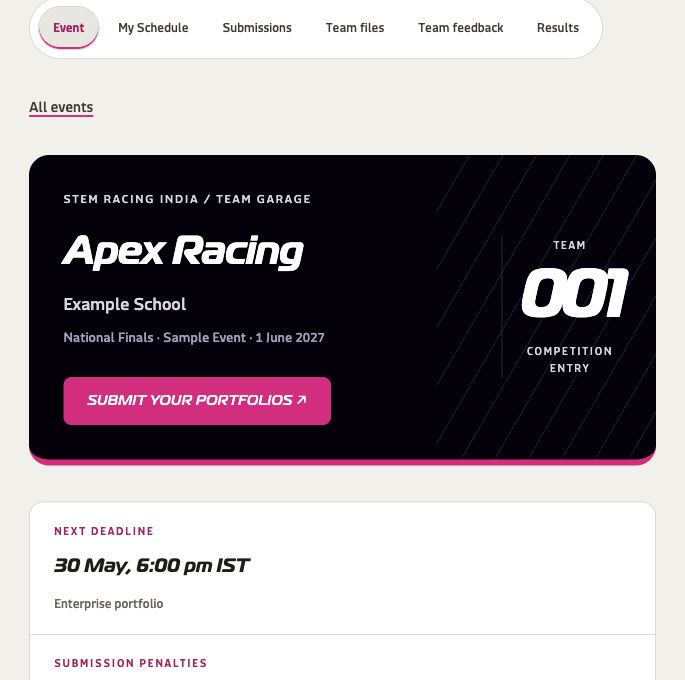 Event
My Schedule
Submissions
Team files
Team feedback
Results
All events
STEM RACING INDIA / TEAM GARAGE
Apex Racing
Example School
National Finals · Sample Event · 1 June 2027
SUBMIT YOUR PORTFOLIOS ↗
TEAM
001
COMPETITION
ENTRY
NEXT DEADLINE
30 May, 6:00 pm IST
Enterprise portfolio
SUBMISSION PENALTIES